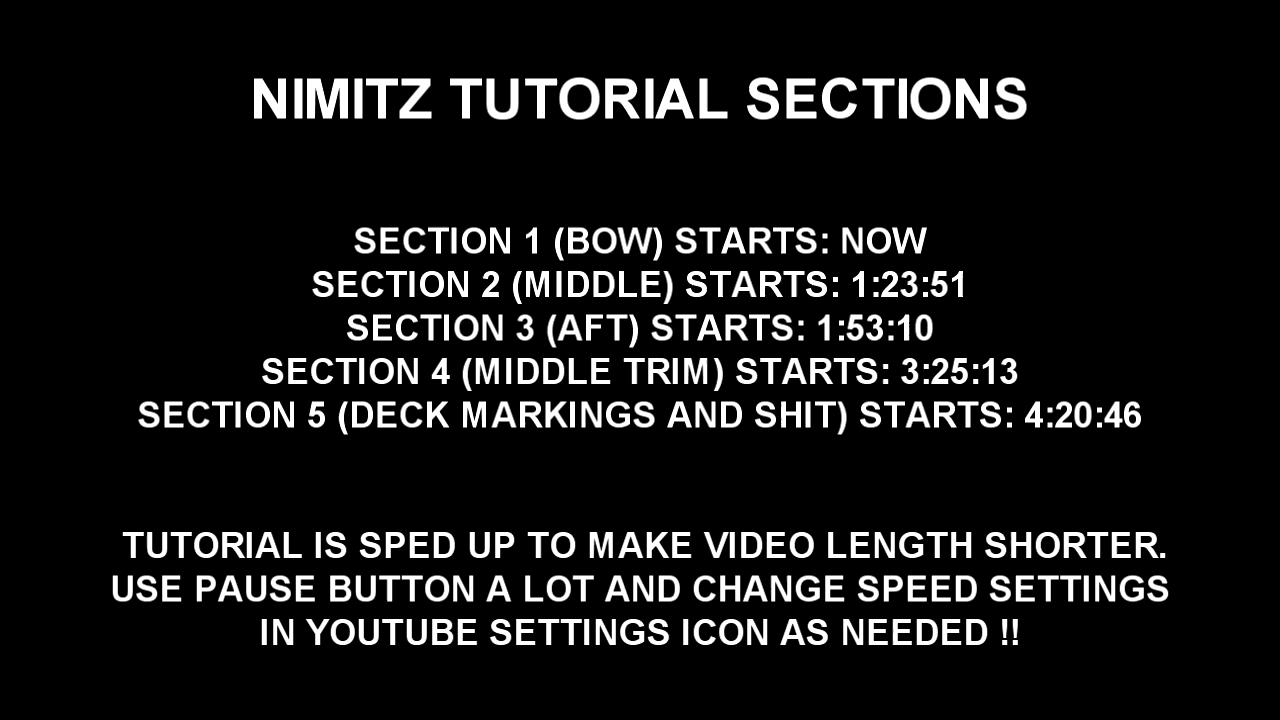 NIMITZ TUTORIAL SECTIONS
SECTION 1 (BOW) STARTS: NOW
SECTION 2 (MIDDLE) STARTS: 1:23:51
SECTION 3 (AFT) STARTS: 1:53:10
SECTION 4 (MIDDLE TRIM) STARTS: 3:25:13
SECTION 5 (DECK MARKINGS AND SHIT) STARTS: 4:20:46
TUTORIAL IS SPED UP TO MAKE VIDEO LENGTH SHORTER.
USE PAUSE BUTTON A LOT AND CHANGE SPEED SETTINGS
IN YOUTUBE SETTINGS ICON AS NEEDED !!